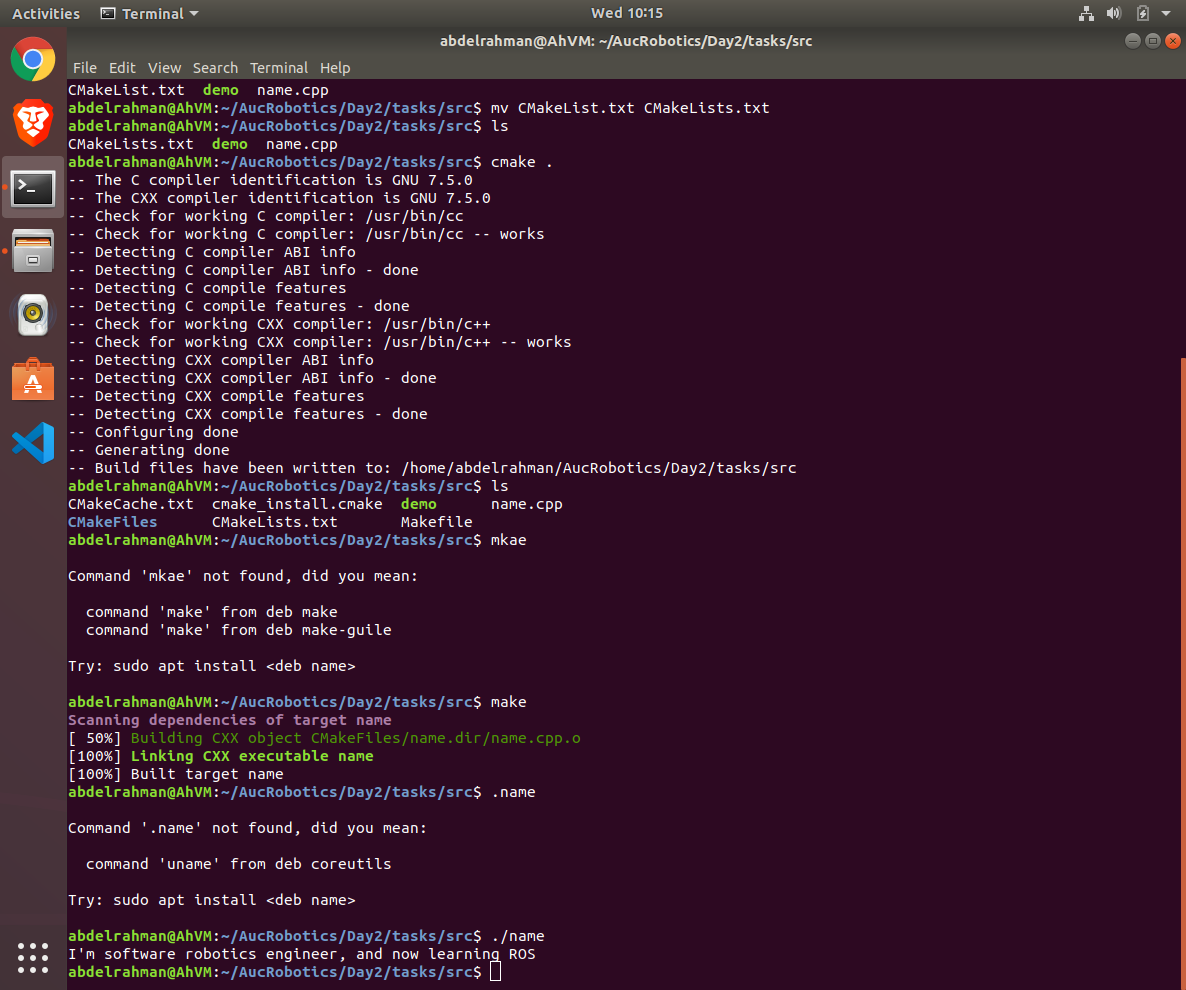 Activities Terminal Wed 10:15
abdelrahman@AhVM: ~/AucRobotics/Day2/tasks/src
File Edit View Search Terminal Help
CMakeList.txt  demo  name.cpp
abdelrahman@AhVM:~/AucRobotics/Day2/tasks/src$ mv CMakeList.txt CMakeLists.txt
abdelrahman@AhVM:~/AucRobotics/Day2/tasks/src$ ls
CMakeLists.txt  demo  name.cpp
abdelrahman@AhVM:~/AucRobotics/Day2/tasks/src$ cmake .
-- The C compiler identification is GNU 7.5.0
-- The CXX compiler identification is GNU 7.5.0
-- Check for working C compiler: /usr/bin/cc
-- Check for working C compiler: /usr/bin/cc -- works
-- Detecting C compiler ABI info
-- Detecting C compiler ABI info - done
-- Detecting C compile features
-- Detecting C compile features - done
-- Check for working CXX compiler: /usr/bin/c++
-- Check for working CXX compiler: /usr/bin/c++ -- works
-- Detecting CXX compiler ABI info
-- Detecting CXX compiler ABI info - done
-- Detecting CXX compile features
-- Detecting CXX compile features - done
-- Configuring done
-- Generating done
-- Build files have been written to: /home/abdelrahman/AucRobotics/Day2/tasks/src
abdelrahman@AhVM:~/AucRobotics/Day2/tasks/src$ ls
CMakeCache.txt  cmake_install.cmake  demo      name.cpp
CMakeFiles      CMakeLists.txt       Makefile
abdelrahman@AhVM:~/AucRobotics/Day2/tasks/src$ mkae
Command 'mkae' not found, did you mean:
  command 'make' from deb make
  command 'make' from deb make-guile
Try: sudo apt install <deb name>
abdelrahman@AhVM:~/AucRobotics/Day2/tasks/src$ make
Scanning dependencies of target name
[ 50%] Building CXX object CMakeFiles/name.dir/name.cpp.o
[100%] Linking CXX executable name
[100%] Built target name
abdelrahman@AhVM:~/AucRobotics/Day2/tasks/src$ .name
Command '.name' not found, did you mean:
  command 'uname' from deb coreutils
Try: sudo apt install <deb name>
abdelrahman@AhVM:~/AucRobotics/Day2/tasks/src$ ./name
I'm software robotics engineer, and now learning ROS
abdelrahman@AhVM:~/AucRobotics/Day2/tasks/src$